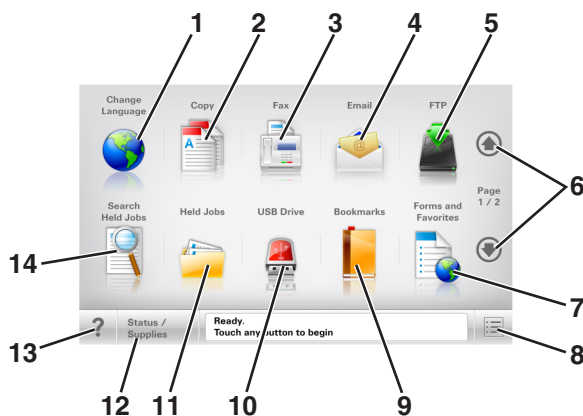 1 2 3 4 5
Change
Language
Copy
Fax
Email
FTP
A
@
6
Page
1 / 2
Search
Held Jobs
Held Jobs
USB Drive
Bookmarks
Forms and
Favorites
14
7
?
Status /
Supplies
Ready.
Touch any button to begin
13
12 11 10 9
8